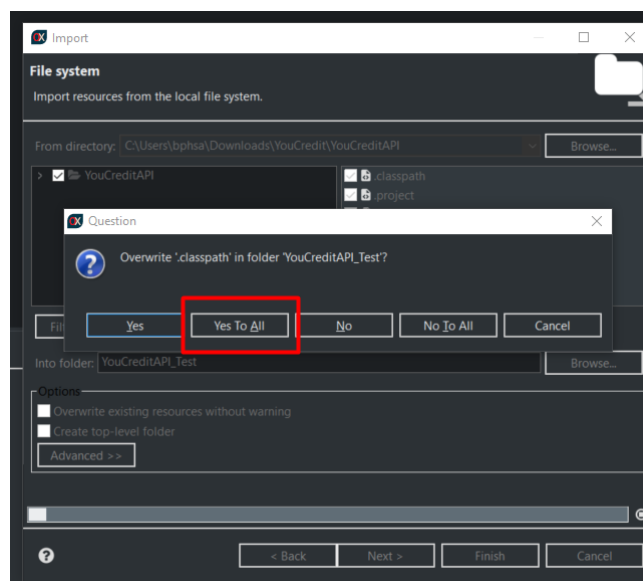 Import
File system
Import resources from the local file system.
From directory: C:\Users\bphsa\Downloads\YouCredit\YouCreditAPI
Browse...
YouCreditAPI
.classpath
.project
Question
Overwrite '.classpath' in folder 'YouCreditAPI_Test'?
Yes
Yes To All
No
No To All
Cancel
Into folder: YouCreditAPI_Test
Browse...
Options
Overwrite existing resources without warning
Create top-level folder
Advanced >>
< Back
Next >
Finish
Cancel